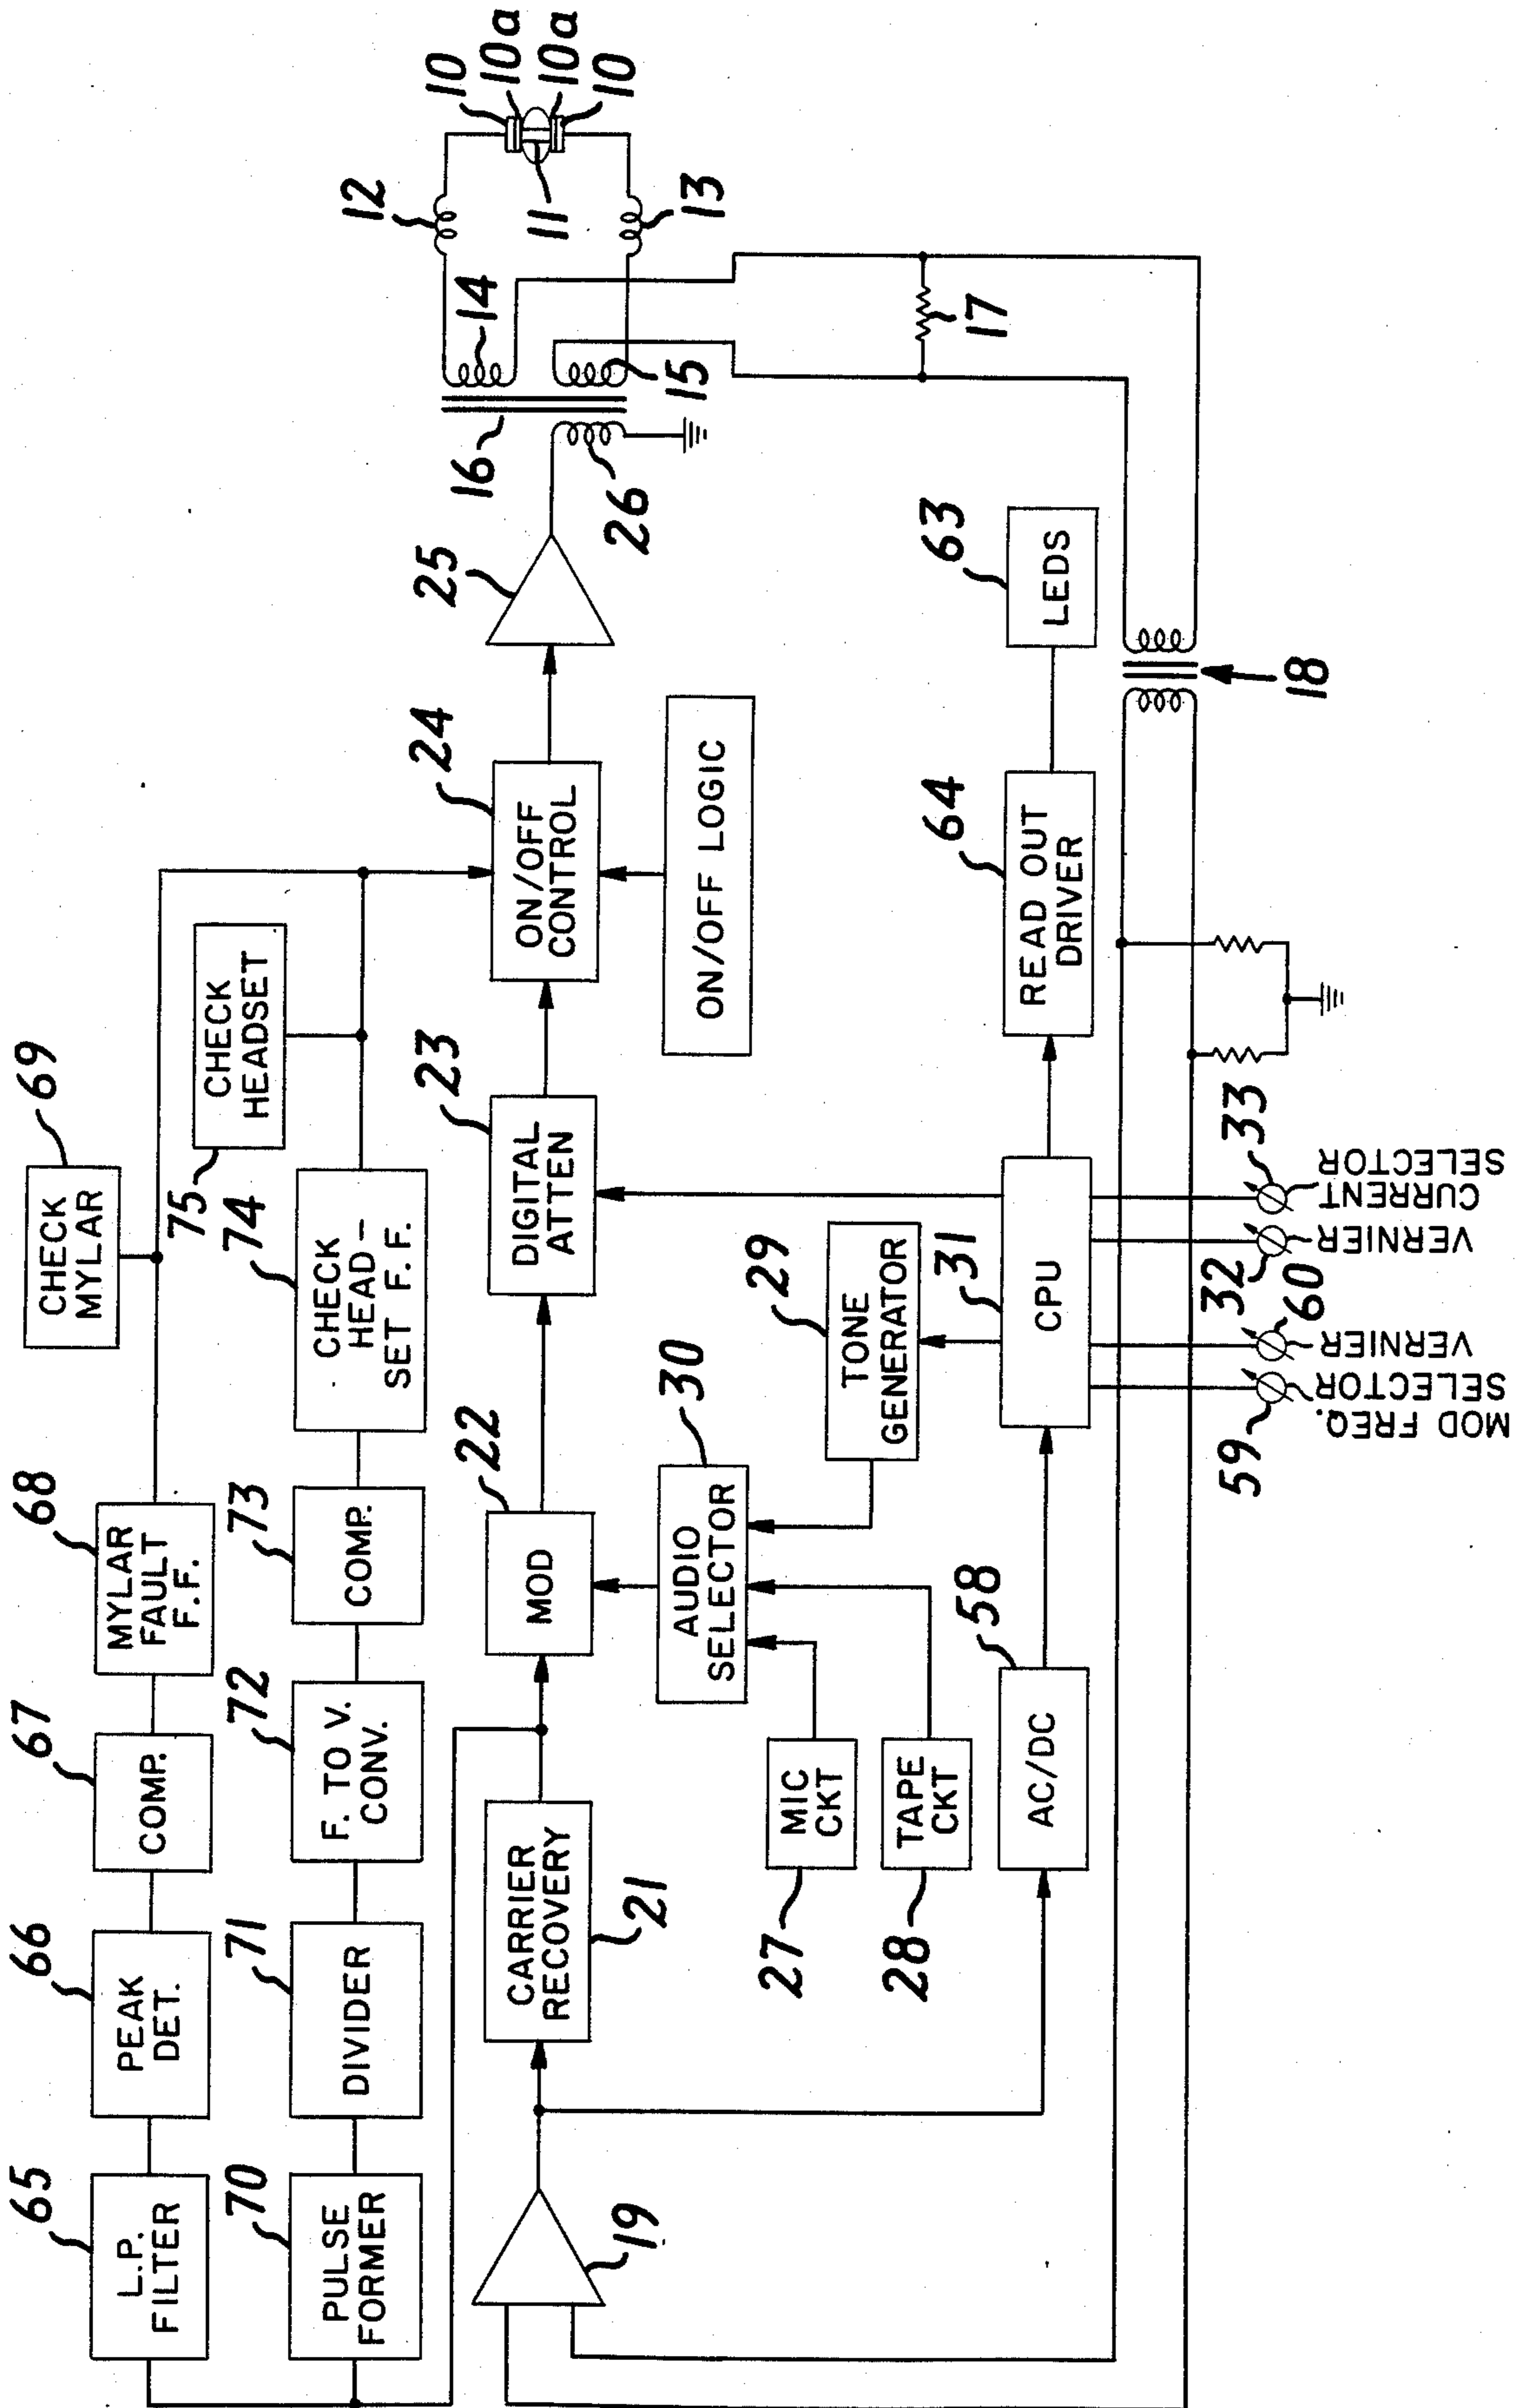 65
L.P.
FILTER
66
PEAK
DET.
67
COMP.
68
MYLAR
FAULT
F.F.
CHECK
MYLAR
69
70
PULSE
FORMER
71
DIVIDER
72
F. TO V.
CONV.
73
COMP.
74
CHECK
HEAD-
SET F.F.
75
CHECK
HEADSET
19
CARRIER
RECOVERY
21
22
MOD
23
DIGITAL
ATTEN
24
ON/OFF
CONTROL
ON/OFF LOGIC
25
16
26
14
15
12
13
10
10a
11
10a
10
17
27
MIC
CKT
28
TAPE
CKT
30
AUDIO
SELECTOR
29
TONE
GENERATOR
58
AC/DC
31
CPU
64
READ OUT
DRIVER
63
LEDS
18
59
MOD FREQ.
SELECTOR
60
VERNIER
32
VERNIER
33
CURRENT
SELECTOR